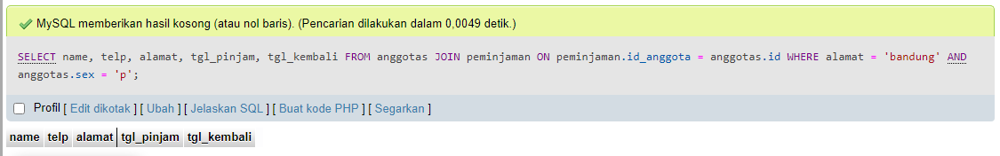 MySQL memberikan hasil kosong (atau nol baris). (Pencarian dilakukan dalam 0,0049 detik.)
SELECT name, telp, alamat, tgl_pinjam, tgl_kembali FROM anggotas JOIN peminjaman ON peminjaman.id_anggota = anggotas.id WHERE alamat = 'bandung' AND
anggotas.sex = 'p';
Profil [ Edit dikotak ] [ Ubah ] [ Jelaskan SQL ] [ Buat kode PHP ] [ Segarkan ]
name telp alamat tgl_pinjam tgl_kembali